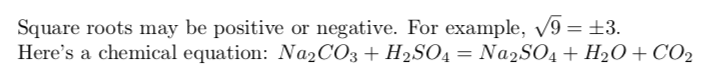 Square roots may be positive or negative. For example, √9 = ±3.
Here's a chemical equation: Na₂CO₃ + H₂SO₄ = Na₂SO₄ + H₂O + CO₂